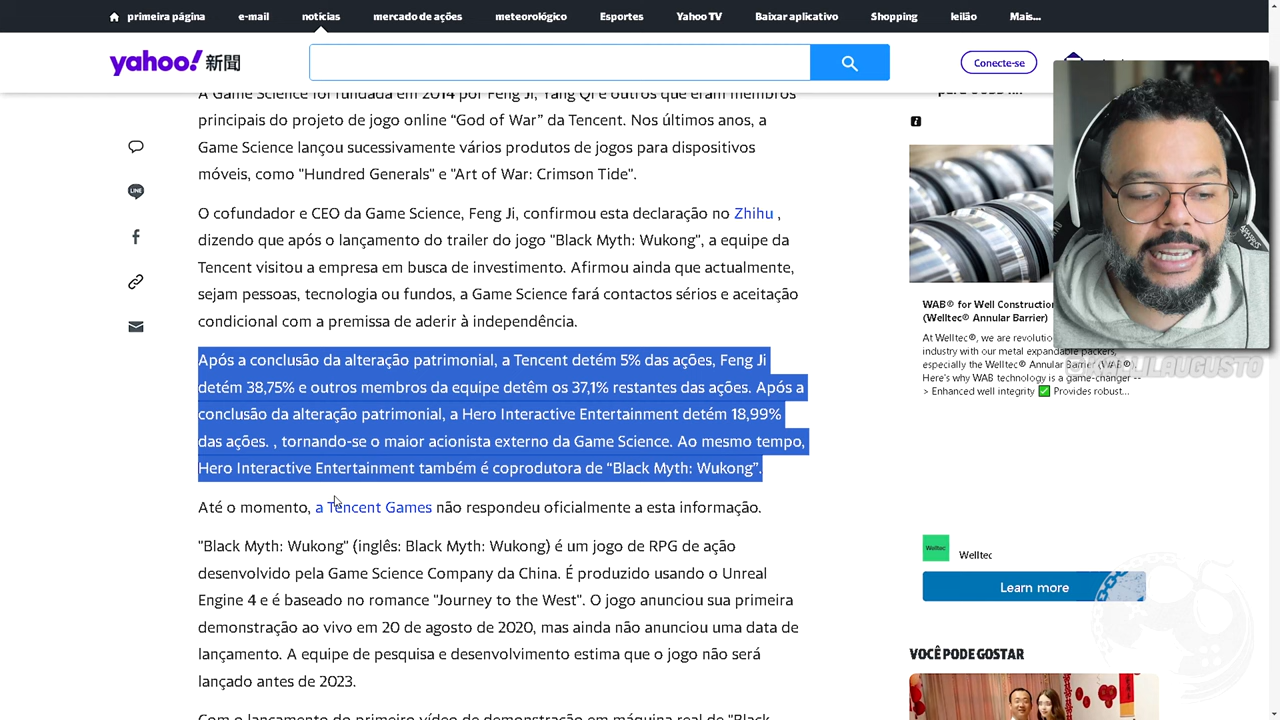 primeira página e-mail notícias mercado de ações meteorológico Esportes Yahoo TV Baixar aplicativo Shopping leilão Mais...
yahoo! 新聞
Conecte-se
A Game Science foi fundada em 2014 por Feng Ji, Yang Qi e outros que eram membros
principais do projeto de jogo online “God of War” da Tencent. Nos últimos anos, a
Game Science lançou sucessivamente vários produtos de jogos para dispositivos
móveis, como "Hundred Generals" e "Art of War: Crimson Tide".
O cofundador e CEO da Game Science, Feng Ji, confirmou esta declaração no Zhihu ,
dizendo que após o lançamento do trailer do jogo "Black Myth: Wukong", a equipe da
Tencent visitou a empresa em busca de investimento. Afirmou ainda que actualmente,
sejam pessoas, tecnologia ou fundos, a Game Science fará contactos sérios e aceitação
condicional com a premissa de aderir à independência.
Após a conclusão da alteração patrimonial, a Tencent detém 5% das ações, Feng Ji
detém 38,75% e outros membros da equipe detêm os 37,1% restantes das ações. Após a
conclusão da alteração patrimonial, a Hero Interactive Entertainment detém 18,99%
das ações. , tornando-se o maior acionista externo da Game Science. Ao mesmo tempo,
Hero Interactive Entertainment também é coprodutora de “Black Myth: Wukong”.
Até o momento, a Tencent Games não respondeu oficialmente a esta informação.
"Black Myth: Wukong" (inglês: Black Myth: Wukong) é um jogo de RPG de ação
desenvolvido pela Game Science Company da China. É produzido usando o Unreal
Engine 4 e é baseado no romance "Journey to the West". O jogo anunciou sua primeira
demonstração ao vivo em 20 de agosto de 2020, mas ainda não anunciou uma data de
lançamento. A equipe de pesquisa e desenvolvimento estima que o jogo não será
lançado antes de 2023.
Com o lançamento do primeiro vídeo de demonstração em máquina real de "Black
LINE
WAB® for Well Construction
(Welltec® Annular Barrier)
At Welltec®, we are revolution
industry with our metal expandable packers,
especially the Welltec® Annular Barrier (WAB®
Here's why WAB technology is a game-changer --
> Enhanced well integrity ✅ Provides robust...
Welltec
Welltec
Learn more
VOCÊ PODE GOSTAR